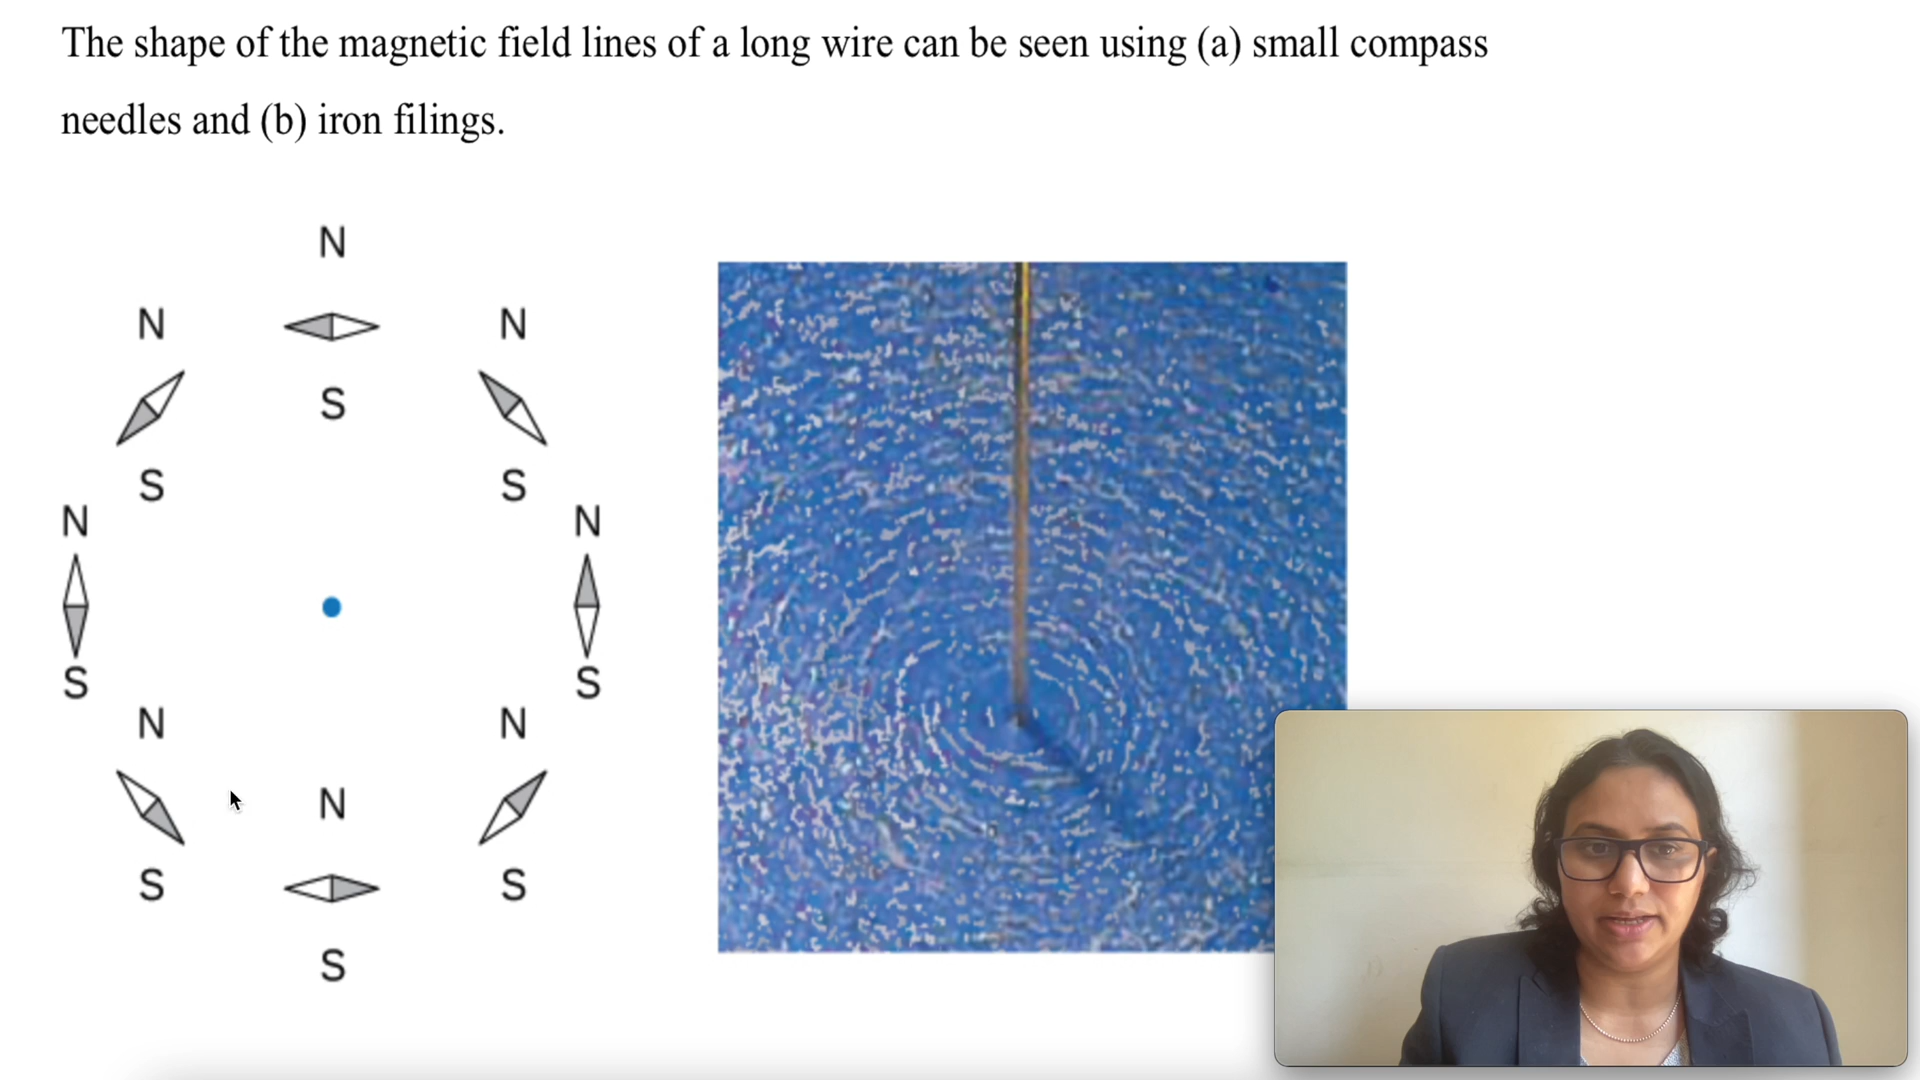 The shape of the magnetic field lines of a long wire can be seen using (a) small compass
needles and (b) iron filings.
N
N
N
S
S
S
N
N
S
S
N
N
N
S
S
S